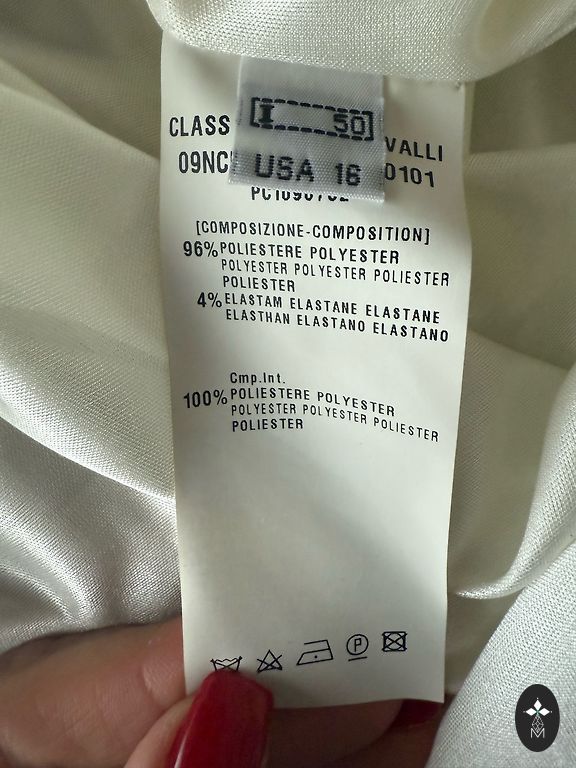 [I 50]
USA 16
CLASS VALLI
09NC 0101
[COMPOSIZIONE-COMPOSITION]
96% POLIESTERE POLYESTER
POLYESTER POLYESTER POLIESTER
POLIESTER
4% ELASTAM ELASTANE ELASTANE
ELASTHAN ELASTANO ELASTANO
Cmp.Int.
100% POLIESTERE POLYESTER
POLYESTER POLYESTER POLIESTER
POLIESTER
P
M